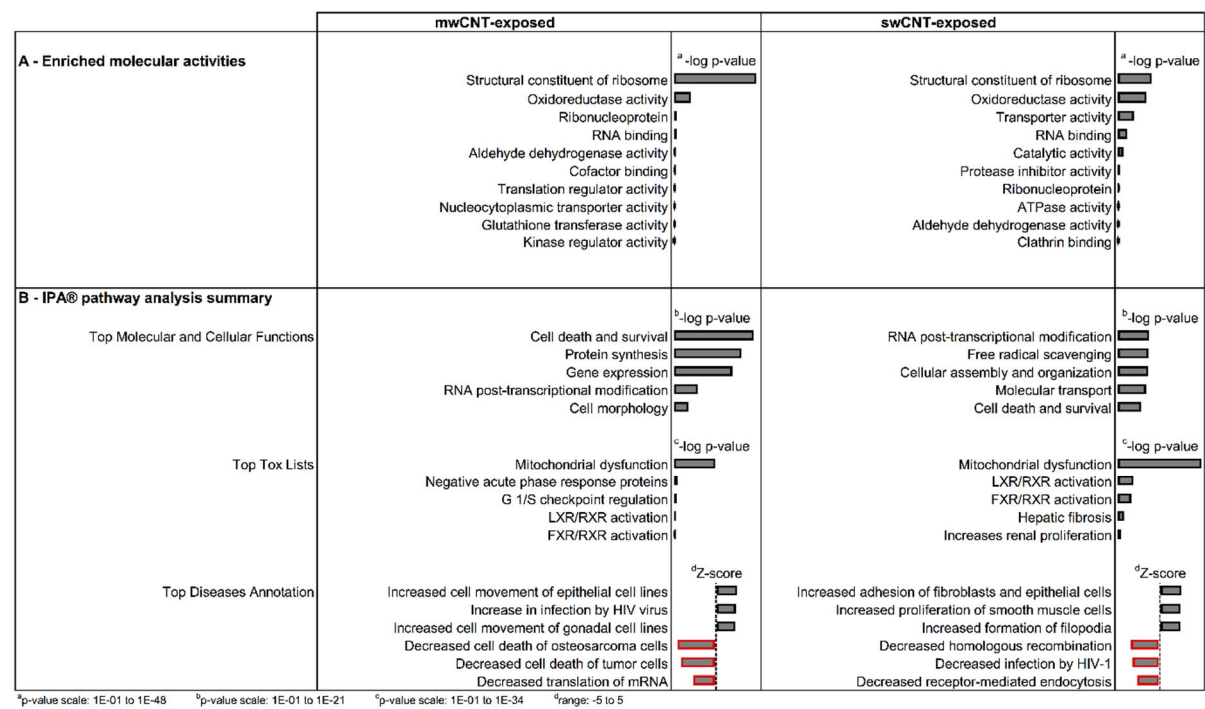 mwCNT-exposed swCNT-exposed
A - Enriched molecular activities
a -log p-value a -log p-value
Structural constituent of ribosome Structural constituent of ribosome
Oxidoreductase activity Oxidoreductase activity
Ribonucleoprotein Transporter activity
RNA binding RNA binding
Aldehyde dehydrogenase activity Catalytic activity
Cofactor binding Protease inhibitor activity
Translation regulator activity Ribonucleoprotein
Nucleocytoplasmic transporter activity ATPase activity
Glutathione transferase activity Aldehyde dehydrogenase activity
Kinase regulator activity Clathrin binding
B - IPA® pathway analysis summary
b-log p-value b-log p-value
Top Molecular and Cellular Functions Cell death and survival RNA post-transcriptional modification
Protein synthesis Free radical scavenging
Gene expression Cellular assembly and organization
RNA post-transcriptional modification Molecular transport
Cell morphology Cell death and survival
c-log p-value c-log p-value
Top Tox Lists Mitochondrial dysfunction Mitochondrial dysfunction
Negative acute phase response proteins LXR/RXR activation
G 1/S checkpoint regulation FXR/RXR activation
LXR/RXR activation Hepatic fibrosis
FXR/RXR activation Increases renal proliferation
dZ-score dZ-score
Top Diseases Annotation Increased cell movement of epithelial cell lines Increased adhesion of fibroblasts and epithelial cells
Increase in infection by HIV virus Increased proliferation of smooth muscle cells
Increased cell movement of gonadal cell lines Increased formation of filopodia
Decreased cell death of osteosarcoma cells Decreased homologous recombination
Decreased cell death of tumor cells Decreased infection by HIV-1
Decreased translation of mRNA Decreased receptor-mediated endocytosis
ap-value scale: 1E-01 to 1E-48 bp-value scale: 1E-01 to 1E-21 cp-value scale: 1E-01 to 1E-34 drange: -5 to 5